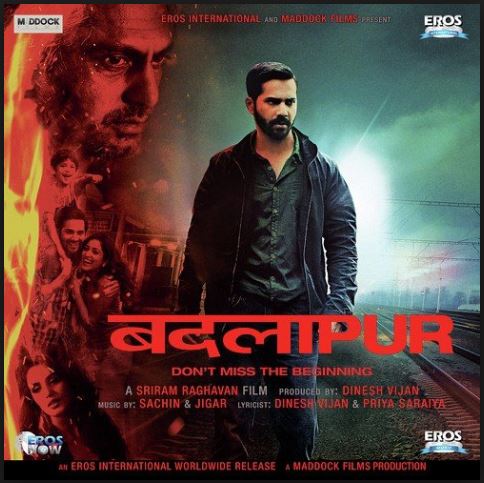 MADDOCK
EROS INTERNATIONAL AND MADDOCK FILMS PRESENT
EROS
बदलाPUR
DON'T MISS THE BEGINNING
A SRIRAM RAGHAVAN FILM PRODUCED BY: DINESH VIJAN
MUSIC BY: SACHIN & JIGAR LYRICIST: DINESH VIJAN & PRIYA SARAIYA
EROS NOW
EROS
AN EROS INTERNATIONAL WORLDWIDE RELEASE A MADDOCK FILMS PRODUCTION